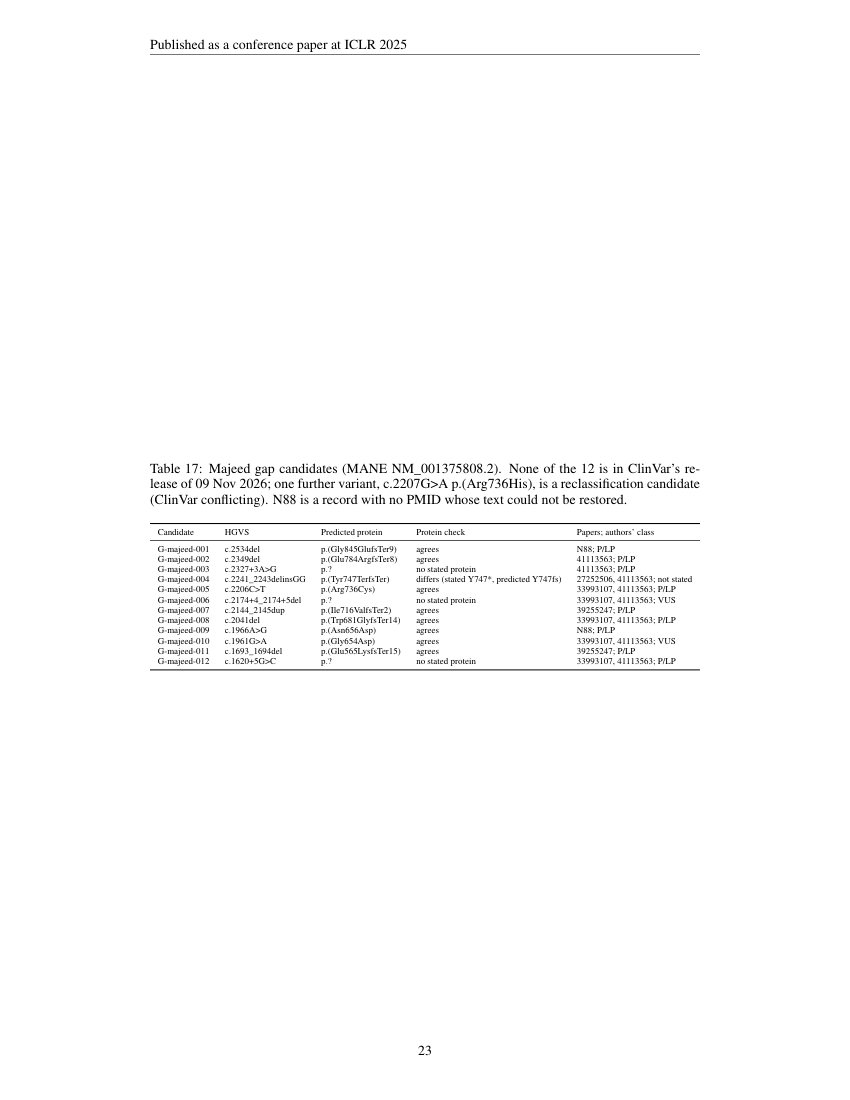 Published as a conference paper at ICLR 2025
Table 17: Majeed gap candidates (MANE NM_001375808.2). None of the 12 is in ClinVar's re-
lease of 09 Nov 2026; one further variant, c.2207G>A p.(Arg736His), is a reclassification candidate
(ClinVar conflicting). N88 is a record with no PMID whose text could not be restored.
Candidate HGVS Predicted protein Protein check Papers; authors' class
G-majeed-001 c.2534del p.(Gly845GlufsTer9) agrees N88; P/LP
G-majeed-002 c.2349del p.(Glu784ArgfsTer8) agrees 41113563; P/LP
G-majeed-003 c.2327+3A>G p.? no stated protein 41113563; P/LP
G-majeed-004 c.2241_2243delinsGG p.(Tyr747TerfsTer) differs (stated Y747*, predicted Y747fs) 27252506, 41113563; not stated
G-majeed-005 c.2206C>T p.(Arg736Cys) agrees 33993107, 41113563; P/LP
G-majeed-006 c.2174+4_2174+5del p.? no stated protein 33993107, 41113563; VUS
G-majeed-007 c.2144_2145dup p.(Ile716ValfsTer2) agrees 39255247; P/LP
G-majeed-008 c.2041del p.(Trp681GlyfsTer14) agrees 33993107, 41113563; P/LP
G-majeed-009 c.1966A>G p.(Asn656Asp) agrees N88; P/LP
G-majeed-010 c.1961G>A p.(Gly654Asp) agrees 33993107, 41113563; VUS
G-majeed-011 c.1693_1694del p.(Glu565LysfsTer15) agrees 39255247; P/LP
G-majeed-012 c.1620+5G>C p.? no stated protein 33993107, 41113563; P/LP
23